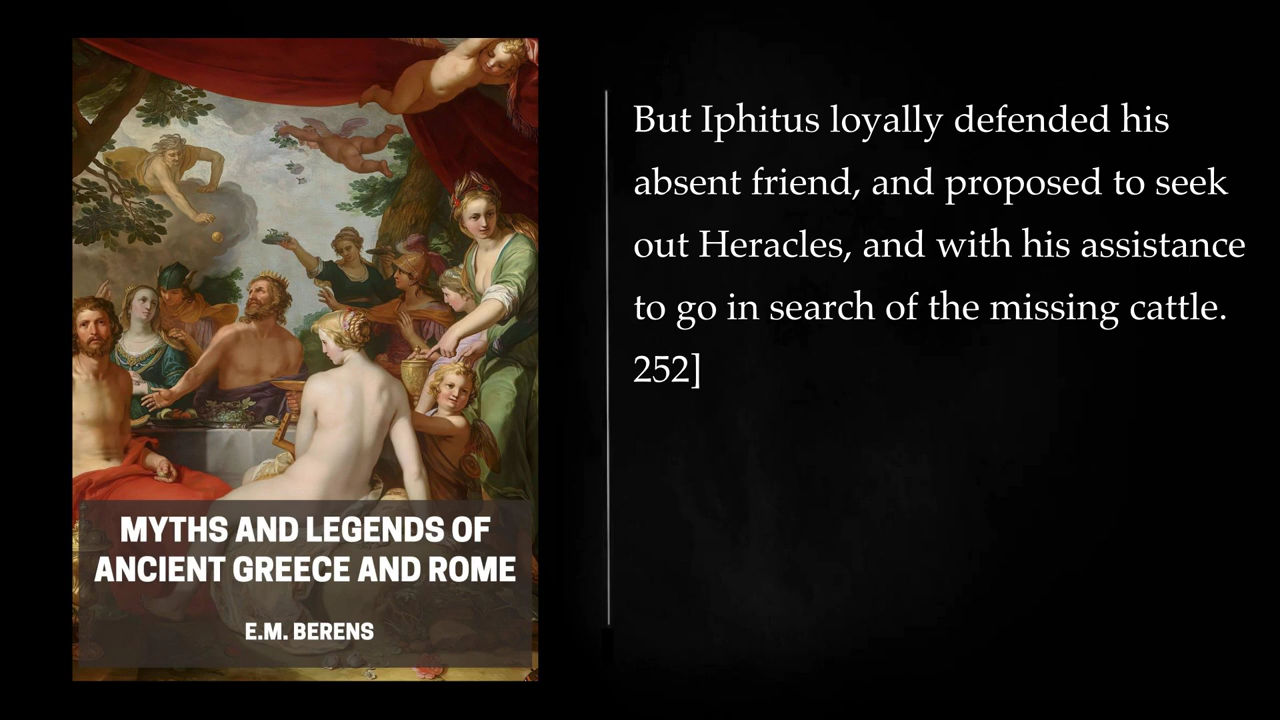 MYTHS AND LEGENDS OF
ANCIENT GREECE AND ROME
E.M. BERENS
But Iphitus loyally defended his
absent friend, and proposed to seek
out Heracles, and with his assistance
to go in search of the missing cattle.
252]